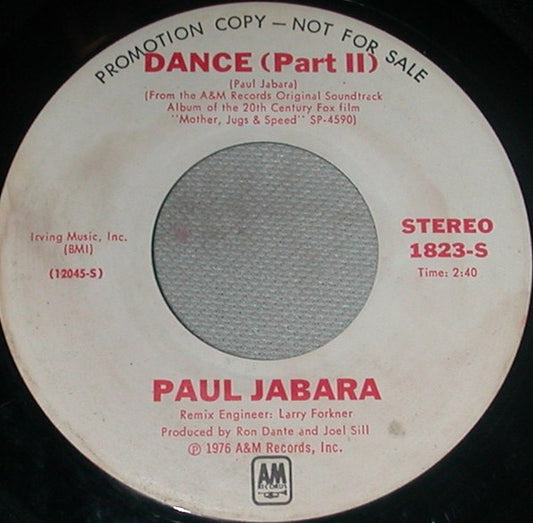 PROMOTION COPY – NOT FOR SALE
DANCE (Part II)
(Paul Jabara)
(From the A&M Records Original Soundtrack
Album of the 20th Century Fox film
"Mother, Jugs & Speed" SP-4590)
Irving Music, Inc.
(BMI)
(12045-S)
STEREO
1823-S
Time: 2:40
PAUL JABARA
Remix Engineer: Larry Forkner
Produced by Ron Dante and Joel Sill
℗ 1976 A&M Records, Inc.
AM
RECORDS